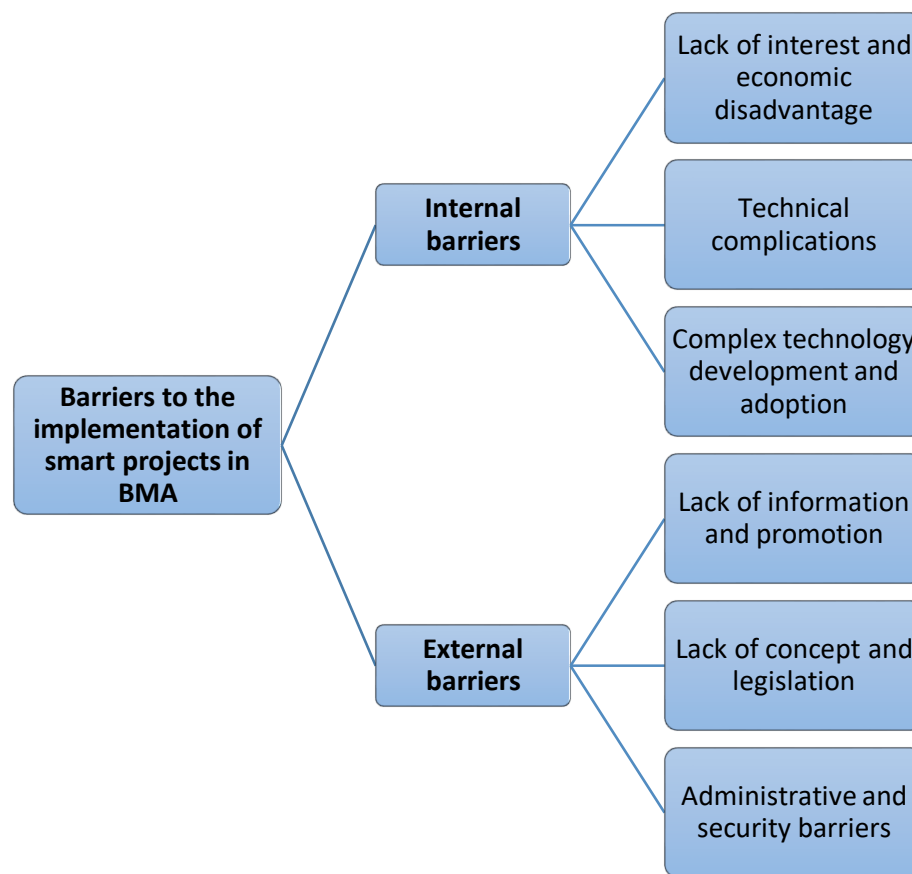 Barriers to the
implementation of
smart projects in
BMA
Internal
barriers
Lack of interest and
economic
disadvantage
Technical
complications
Complex technology
development and
adoption
External
barriers
Lack of information
and promotion
Lack of concept and
legislation
Administrative and
security barriers